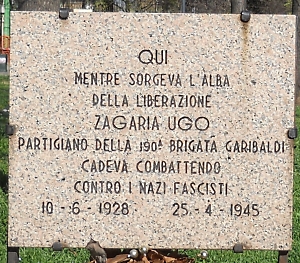 QUI
MENTRE SORGEVA L'ALBA
DELLA LIBERAZIONE
ZAGARIA UGO
PARTIGIANO DELLA 190ª BRIGATA GARIBALDI
CADEVA COMBATTENDO
CONTRO I NAZI FASCISTI
10-6-1928 25-4-1945